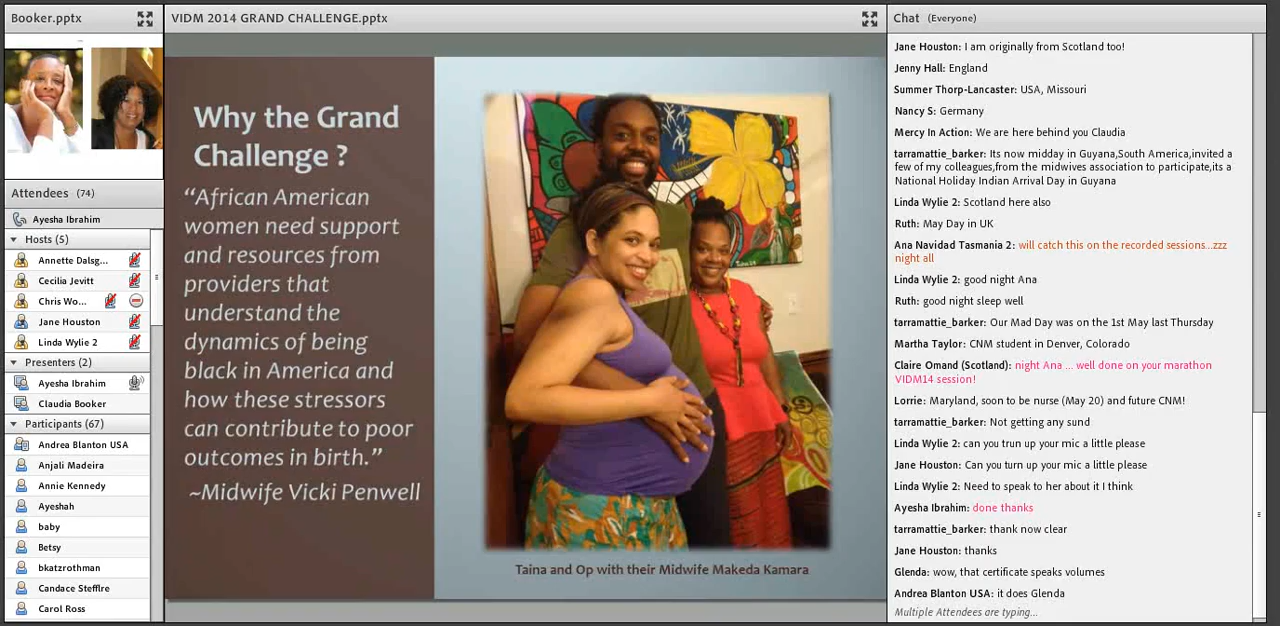 Booker.pptx
Attendees (74)
Ayesha Ibrahim
Hosts (5)
Annette Dalsg...
Cecilia Jevitt
Chris Wo...
Jane Houston
Linda Wylie 2
Presenters (2)
Ayesha Ibrahim
Claudia Booker
Participants (67)
Andrea Blanton USA
Anjali Madeira
Annie Kennedy
Ayeshah
baby
Betsy
bkatzrothman
Candace Stefflre
Carol Ross
VIDM 2014 GRAND CHALLENGE.pptx
Why the Grand
Challenge ?
“African American
women need support
and resources from
providers that
understand the
dynamics of being
black in America and
how these stressors
can contribute to poor
outcomes in birth.”
~Midwife Vicki Penwell
Taina and Op with their Midwife Makeda Kamara
Chat (Everyone)
Jane Houston: I am originally from Scotland too!
Jenny Hall: England
Summer Thorp-Lancaster: USA, Missouri
Nancy S: Germany
Mercy In Action: We are here behind you Claudia
tarramattie_barker: Its now midday in Guyana,South America,invited a
few of my colleagues,from the midwives association to participate,its a
National Holiday Indian Arrival Day in Guyana
Linda Wylie 2: Scotland here also
Ruth: May Day in UK
Ana Navidad Tasmania 2: will catch this on the recorded sessions...zzz
night all
Linda Wylie 2: good night Ana
Ruth: good night sleep well
tarramattie_barker: Our Mad Day was on the 1st May last Thursday
Martha Taylor: CNM student in Denver, Colorado
Claire Omand (Scotland): night Ana ... well done on your marathon
VIDM14 session!
Lorrie: Maryland, soon to be nurse (May 20) and future CNM!
tarramattie_barker: Not getting any sund
Linda Wylie 2: can you trun up your mic a little please
Jane Houston: Can you turn up your mic a little please
Linda Wylie 2: Need to speak to her about it I think
Ayesha Ibrahim: done thanks
tarramattie_barker: thank now clear
Jane Houston: thanks
Glenda: wow, that certificate speaks volumes
Andrea Blanton USA: it does Glenda
Multiple Attendees are typing...